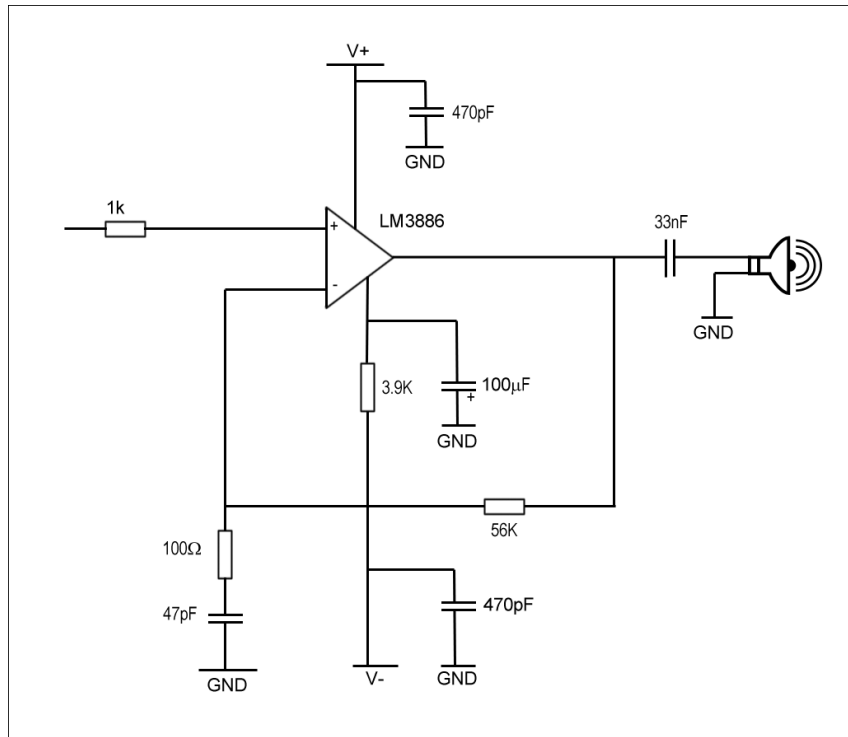 V+
470pF
GND
1k
+
LM3886
33nF
-
GND
3.9K
100µF
+
GND
56K
100Ω
47pF
470pF
GND
V-
GND